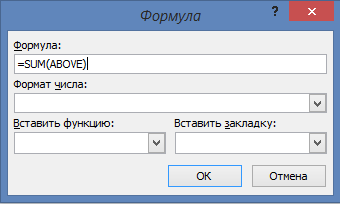 Формула
?
Формула:
=SUM(ABOVE)
Формат числа:
Вставить функцию: Вставить закладку:
ОК Отмена